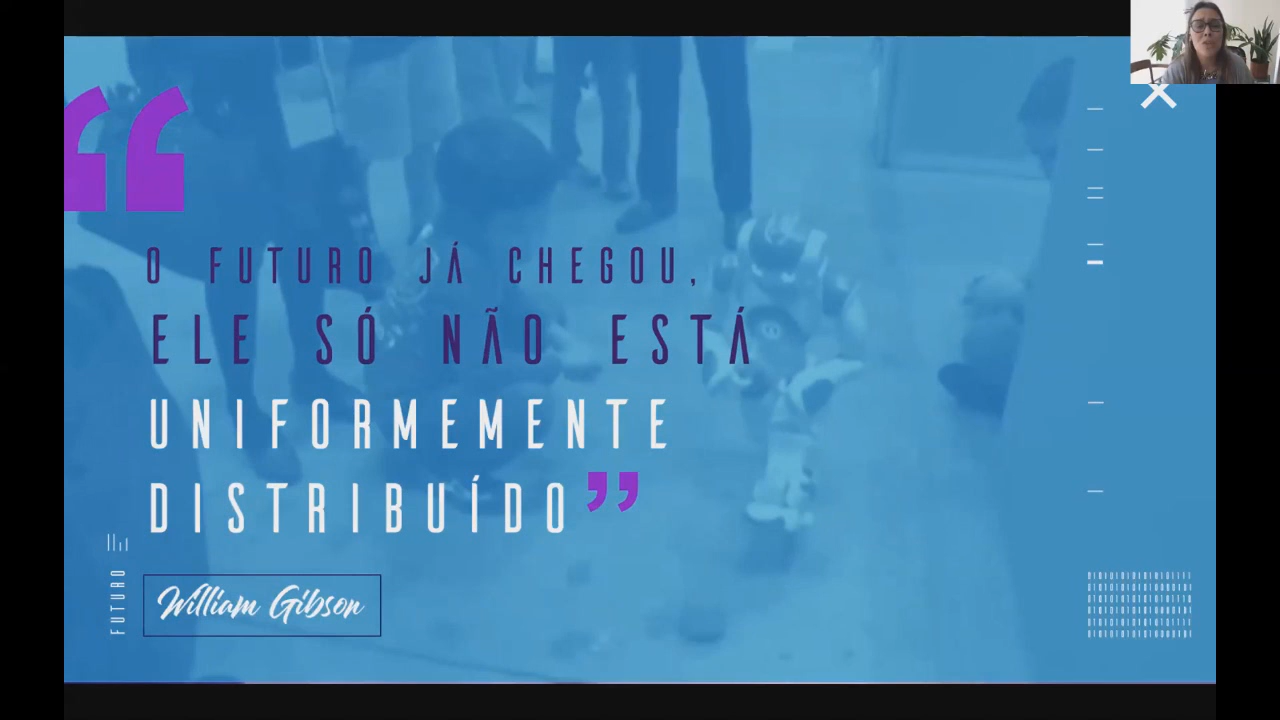 “
O FUTURO JÁ CHEGOU,
ELE SÓ NÃO ESTÁ
UNIFORMEMENTE
DISTRIBUÍDO”
FUTURO
William Gibson